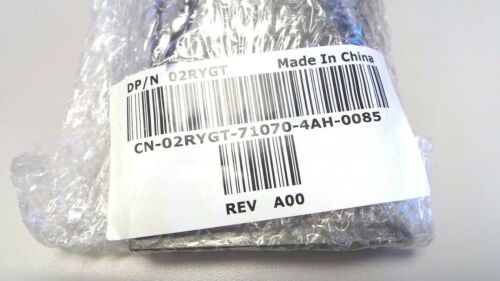 DP/N 02RYGT Made In China
CN-02RYGT-71070-4AH-0085
REV A00